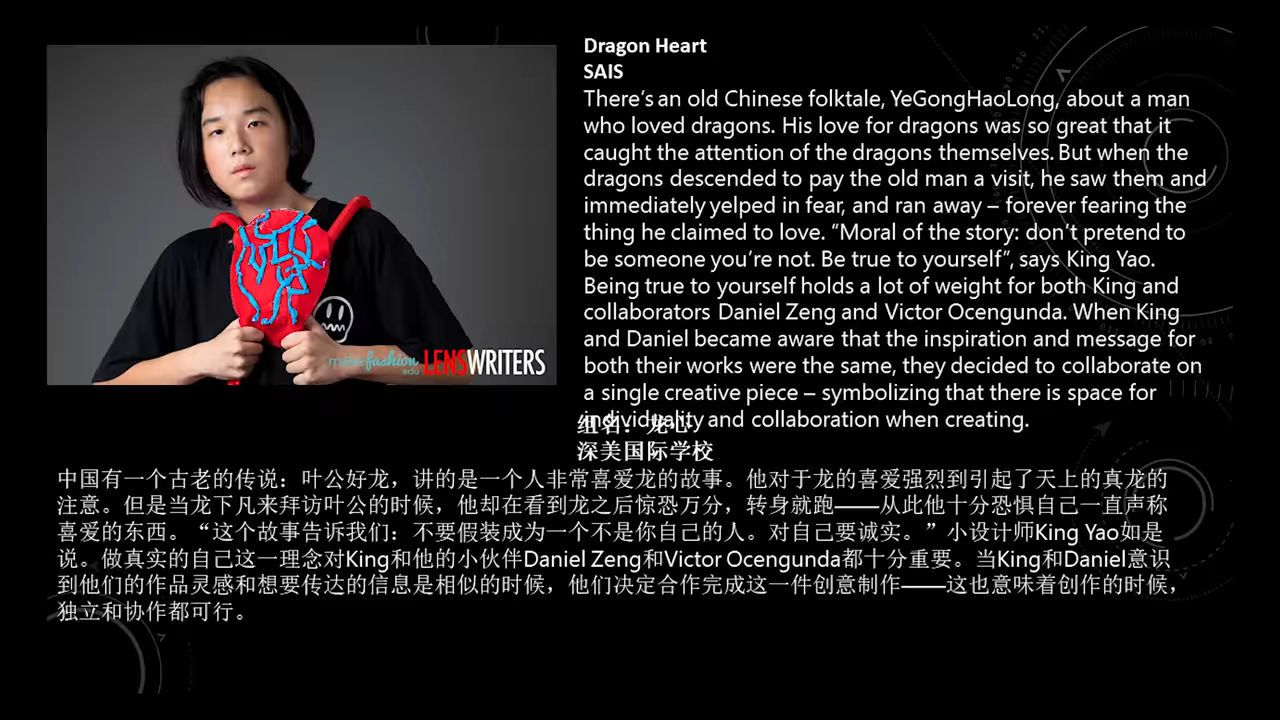 Dragon Heart
SAIS
There's an old Chinese folktale, YeGongHaoLong, about a man
who loved dragons. His love for dragons was so great that it
caught the attention of the dragons themselves. But when the
dragons descended to pay the old man a visit, he saw them and
immediately yelped in fear, and ran away – forever fearing the
thing he claimed to love. "Moral of the story: don't pretend to
be someone you're not. Be true to yourself", says King Yao.
Being true to yourself holds a lot of weight for both King and
collaborators Daniel Zeng and Victor Ocengunda. When King
and Daniel became aware that the inspiration and message for
both their works were the same, they decided to collaborate on
a single creative piece – symbolizing that there is space for
individuality and collaboration when creating.
makefashion
edu
LENSWRITERS
组名：龙心
深美国际学校
中国有一个古老的传说：叶公好龙，讲的是一个人非常喜爱龙的故事。他对于龙的喜爱强烈到引起了天上的真龙的
注意。但是当龙下凡来拜访叶公的时候，他却在看到龙之后惊恐万分，转身就跑——从此他十分恐惧自己一直声称
喜爱的东西。“这个故事告诉我们：不要假装成为一个不是你自己的人。对自己要诚实。”小设计师King Yao如是
说。做真实的自己这一理念对King和他的小伙伴Daniel Zeng和Victor Ocengunda都十分重要。当King和Daniel意识
到他们的作品灵感和想要传达的信息是相似的时候，他们决定合作完成这一件创意制作——这也意味着创作的时候，
独立和协作都可行。